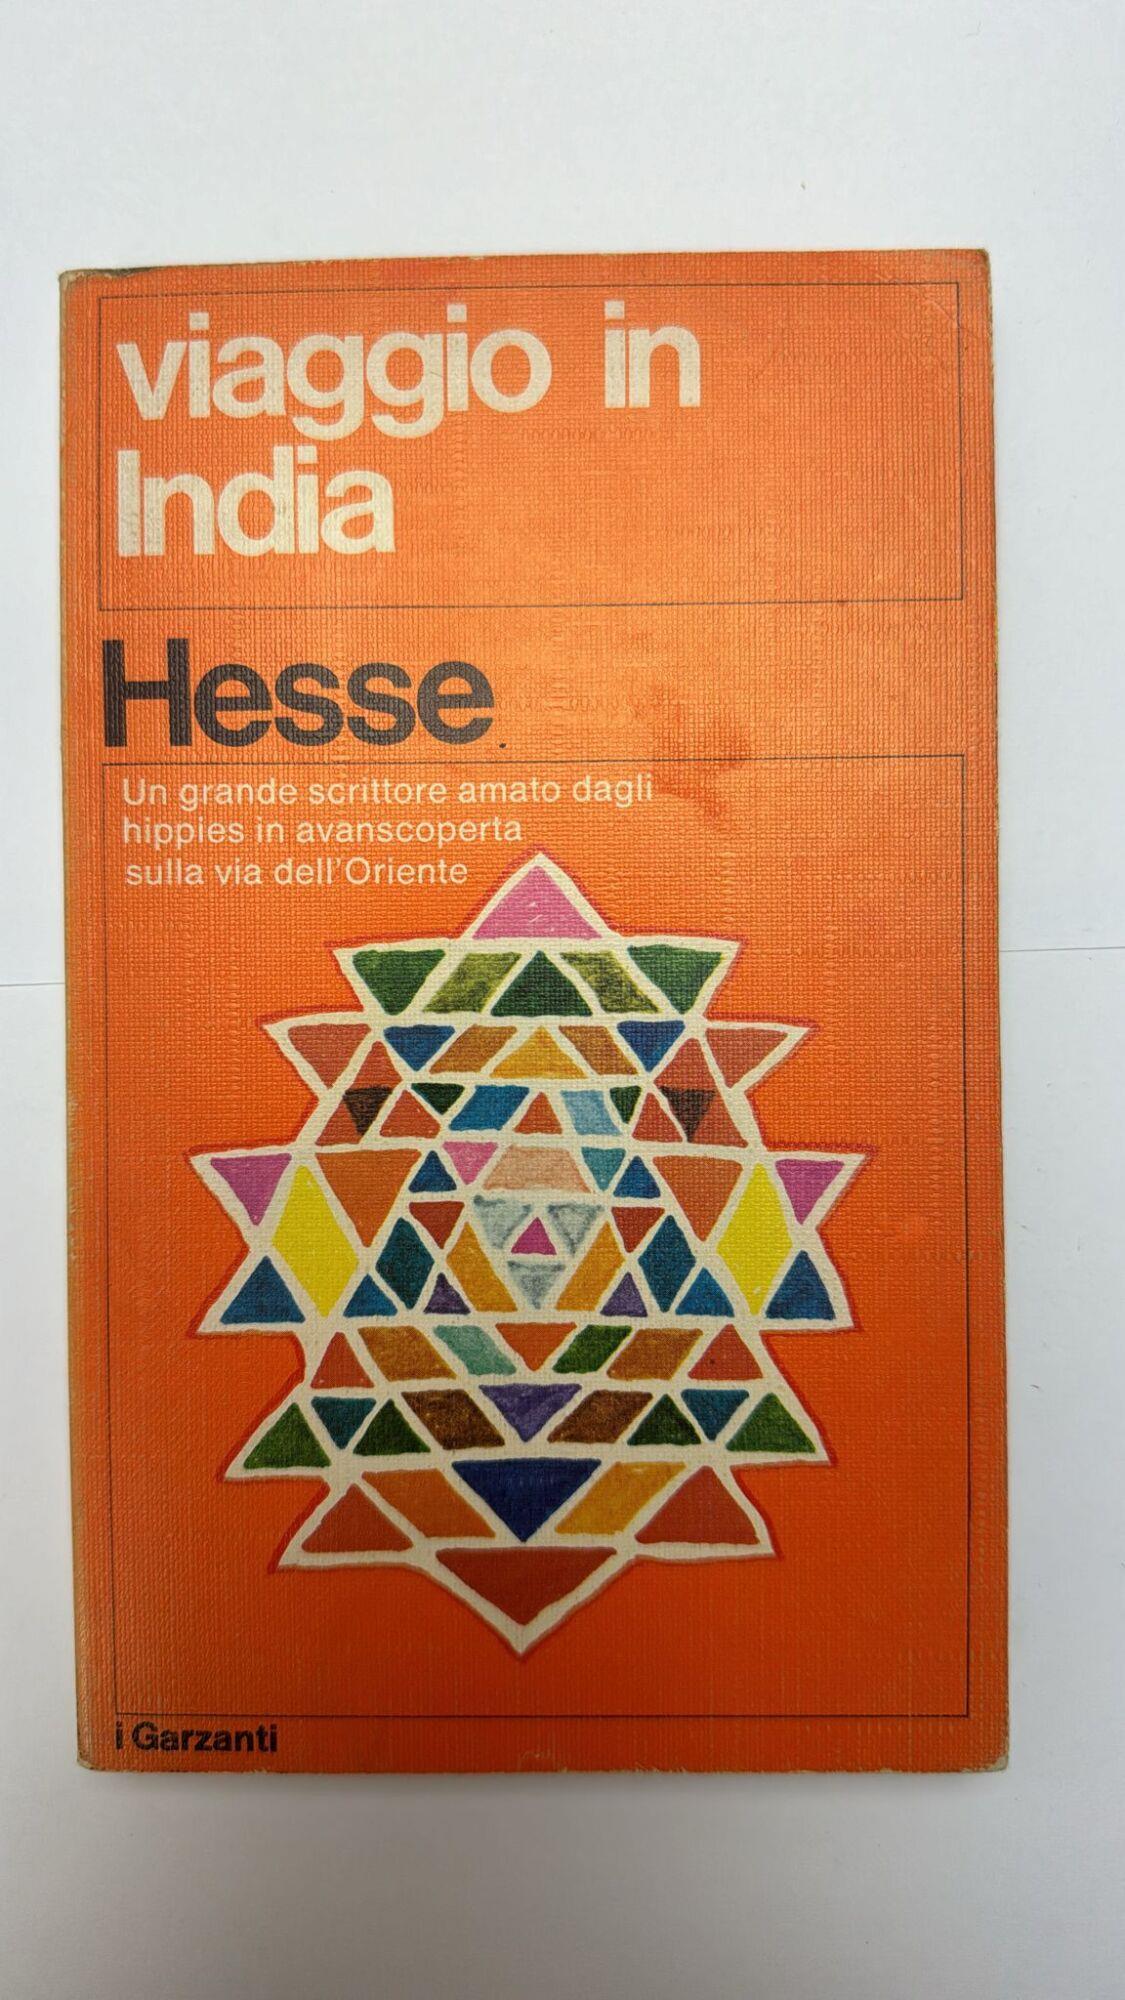 viaggio in
India
Hesse
Un grande scrittore amato dagli
hippies in avanscoperta
sulla via dell'Oriente
i Garzanti